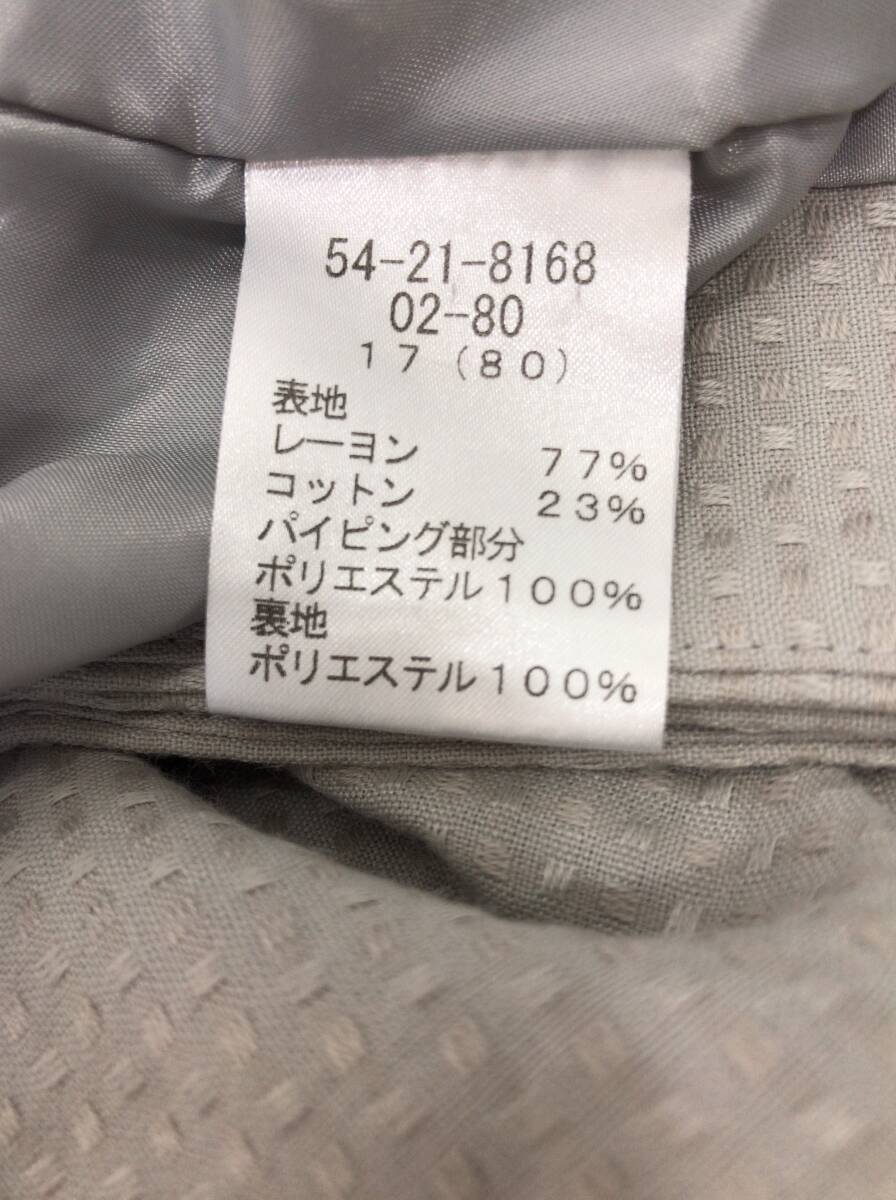 54-21-8168
02-80
17(80)
表地
レーヨン 77%
コットン 23%
パイピング部分
ポリエステル100%
裏地
ポリエステル100%